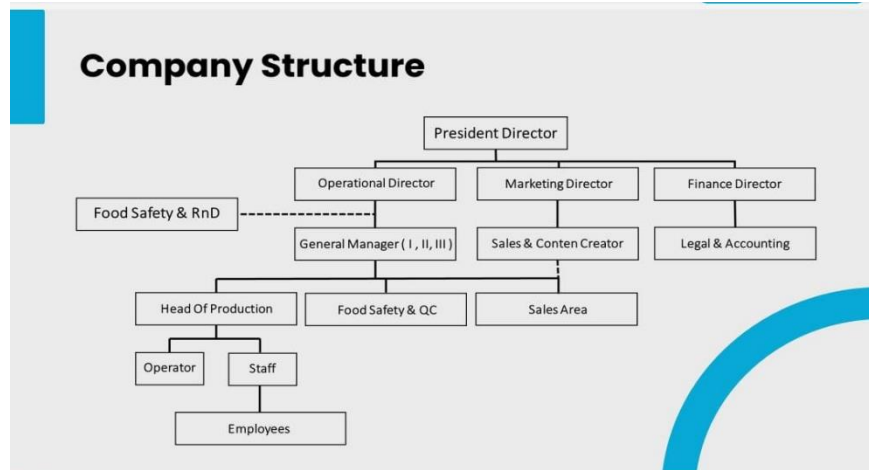 Company Structure
President Director
Operational Director
Marketing Director
Finance Director
Food Safety & RnD
General Manager ( I , II, III )
Sales & Conten Creator
Legal & Accounting
Head Of Production
Food Safety & QC
Sales Area
Operator
Staff
Employees